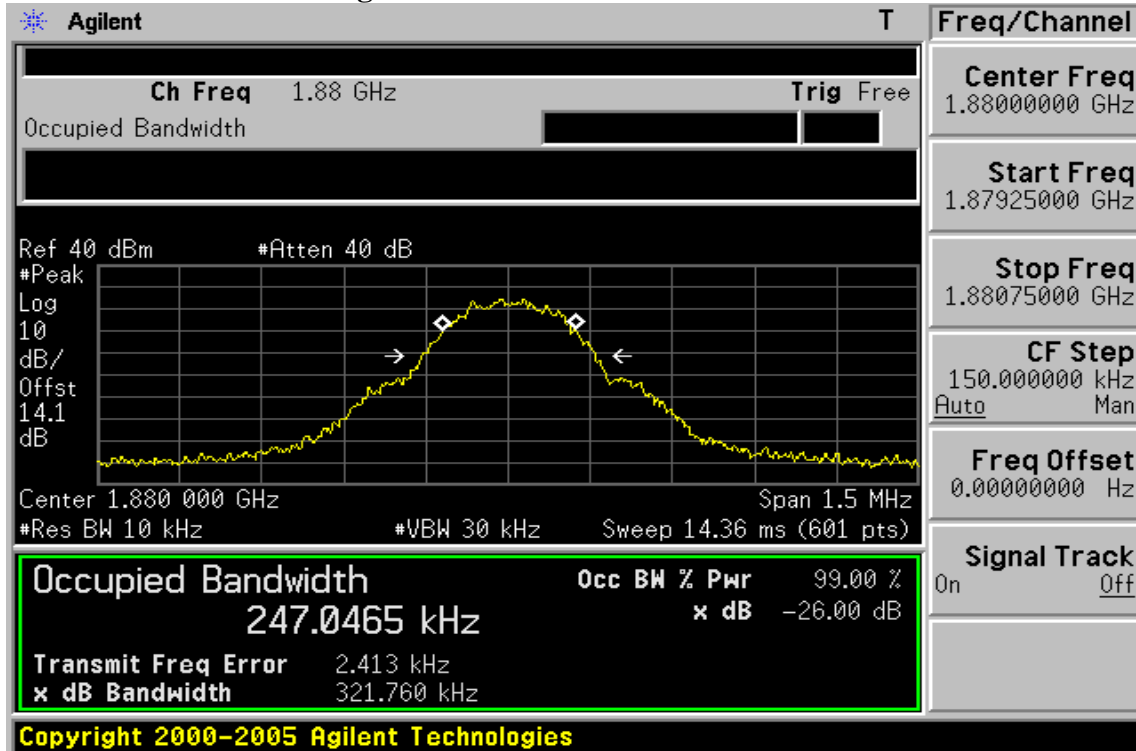 Agilent T Freq/Channel
Ch Freq 1.88 GHz Trig Free
Occupied Bandwidth
Center Freq
1.88000000 GHz
Start Freq
1.87925000 GHz
Stop Freq
1.88075000 GHz
CF Step
150.000000 kHz
Auto Man
Freq Offset
0.00000000 Hz
Signal Track
On Off
Ref 40 dBm #Atten 40 dB
#Peak
Log
10
dB/
Offst
14.1
dB
Center 1.880 000 GHz Span 1.5 MHz
#Res BW 10 kHz #VBW 30 kHz Sweep 14.36 ms (601 pts)
Occupied Bandwidth Occ BW % Pwr 99.00 %
247.0465 kHz x dB -26.00 dB
Transmit Freq Error 2.413 kHz
x dB Bandwidth 321.760 kHz
Copyright 2000-2005 Agilent Technologies